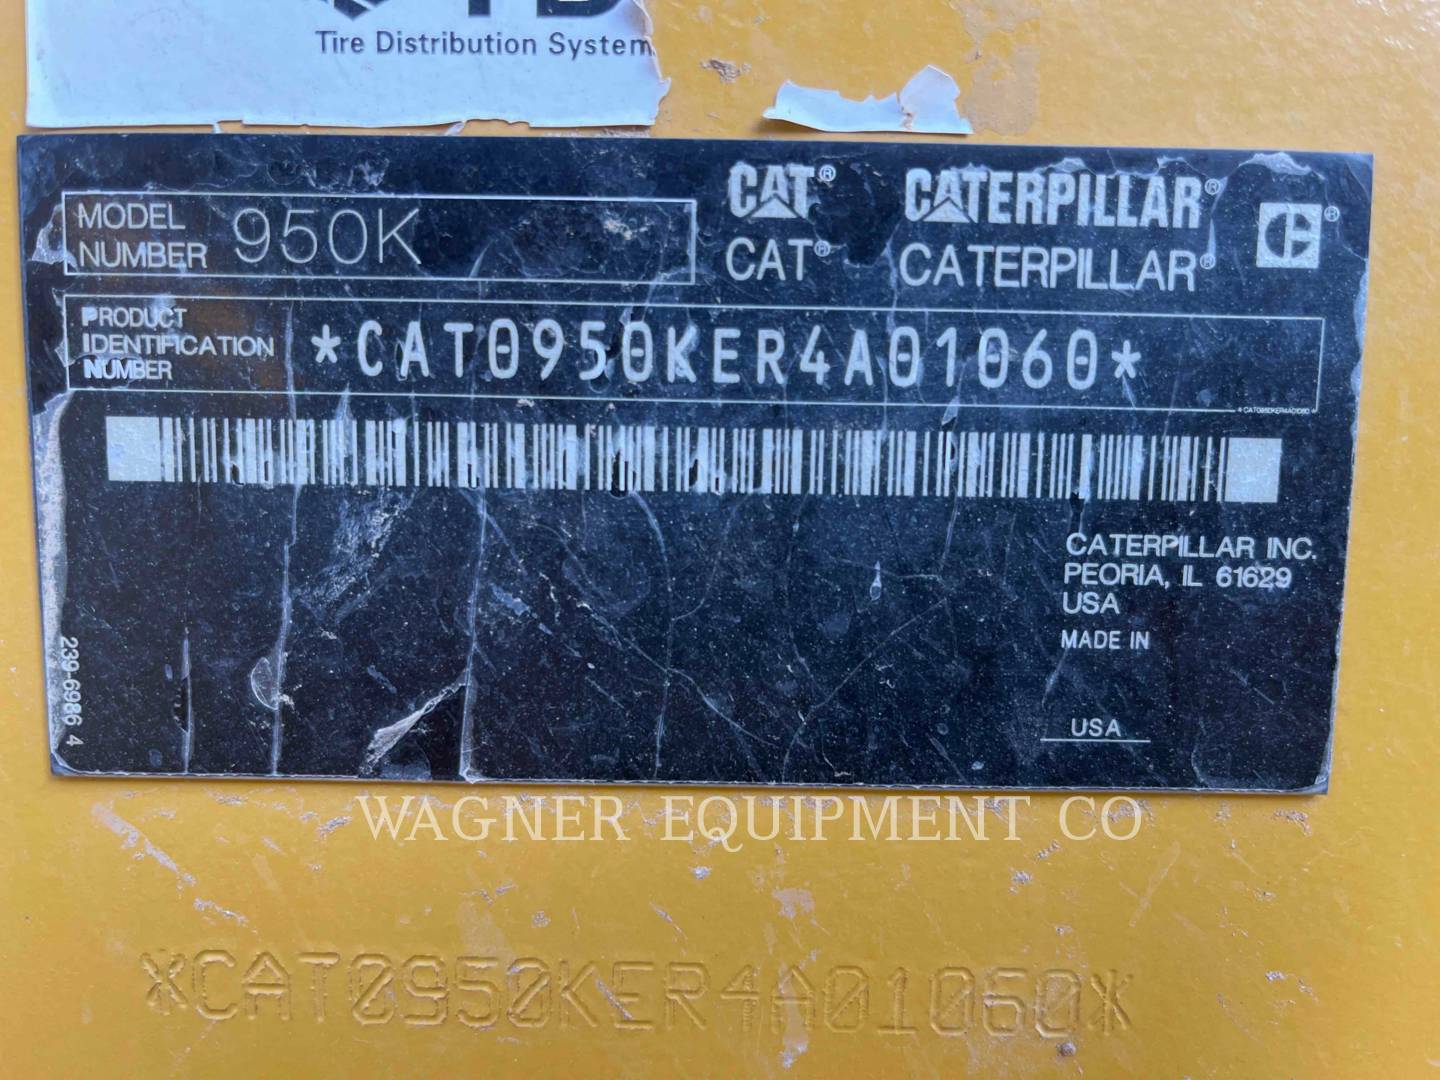 Tire Distribution System
MODEL
NUMBER 950K
CAT® CATERPILLAR®
CAT® CATERPILLAR®
PRODUCT
IDENTIFICATION
NUMBER
*CAT0950KER4A01060*
*CAT0950KER4A01060*
CATERPILLAR INC.
PEORIA, IL 61629
USA
MADE IN
USA
239-6986 4
WAGNER EQUIPMENT CO
*CAT0950KER4A01060*